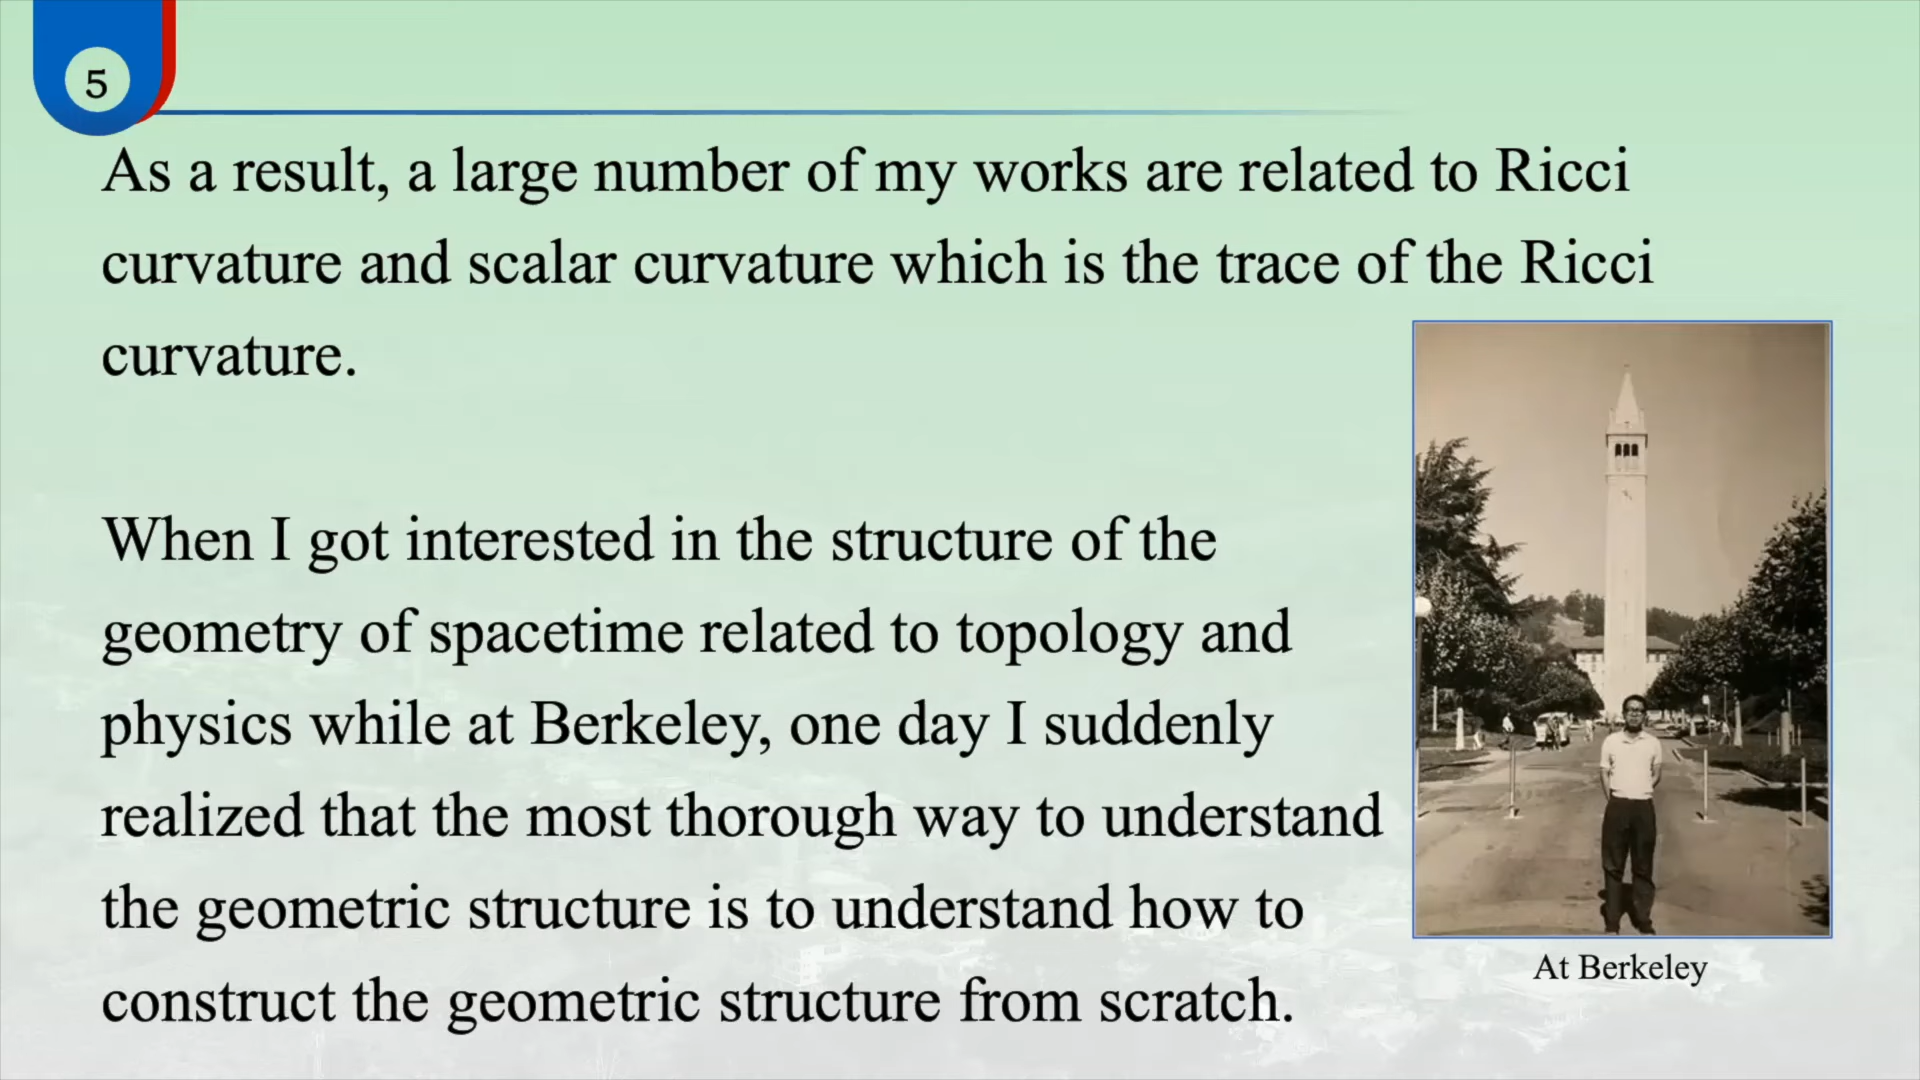 5
As a result, a large number of my works are related to Ricci
curvature and scalar curvature which is the trace of the Ricci
curvature.
When I got interested in the structure of the
geometry of spacetime related to topology and
physics while at Berkeley, one day I suddenly
realized that the most thorough way to understand
the geometric structure is to understand how to
construct the geometric structure from scratch.
At Berkeley